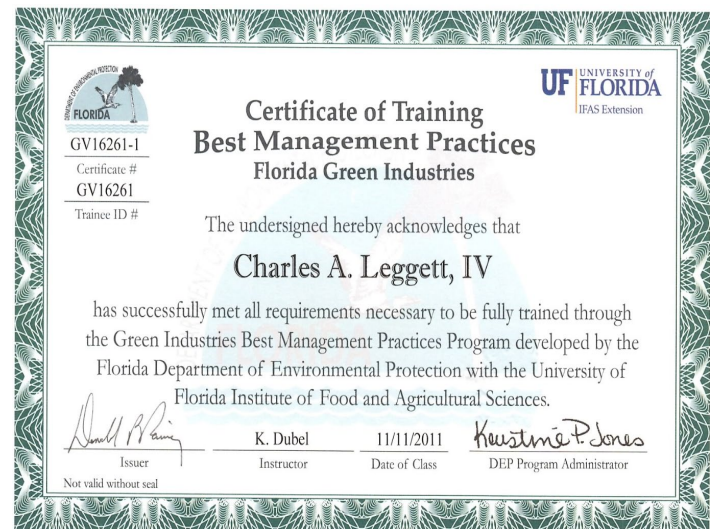 DEPARTMENT OF ENVIRONMENTAL PROTECTION
FLORIDA
UF UNIVERSITY of
FLORIDA
IFAS Extension
Certificate of Training
Best Management Practices
Florida Green Industries
GV16261-1
Certificate #
GV16261
Trainee ID #
The undersigned hereby acknowledges that
Charles A. Leggett, IV
has successfully met all requirements necessary to be fully trained through
the Green Industries Best Management Practices Program developed by the
Florida Department of Environmental Protection with the University of
Florida Institute of Food and Agricultural Sciences.
K. Dubel 11/11/2011 P. Jones
Issuer Instructor Date of Class DEP Program Administrator
Not valid without seal